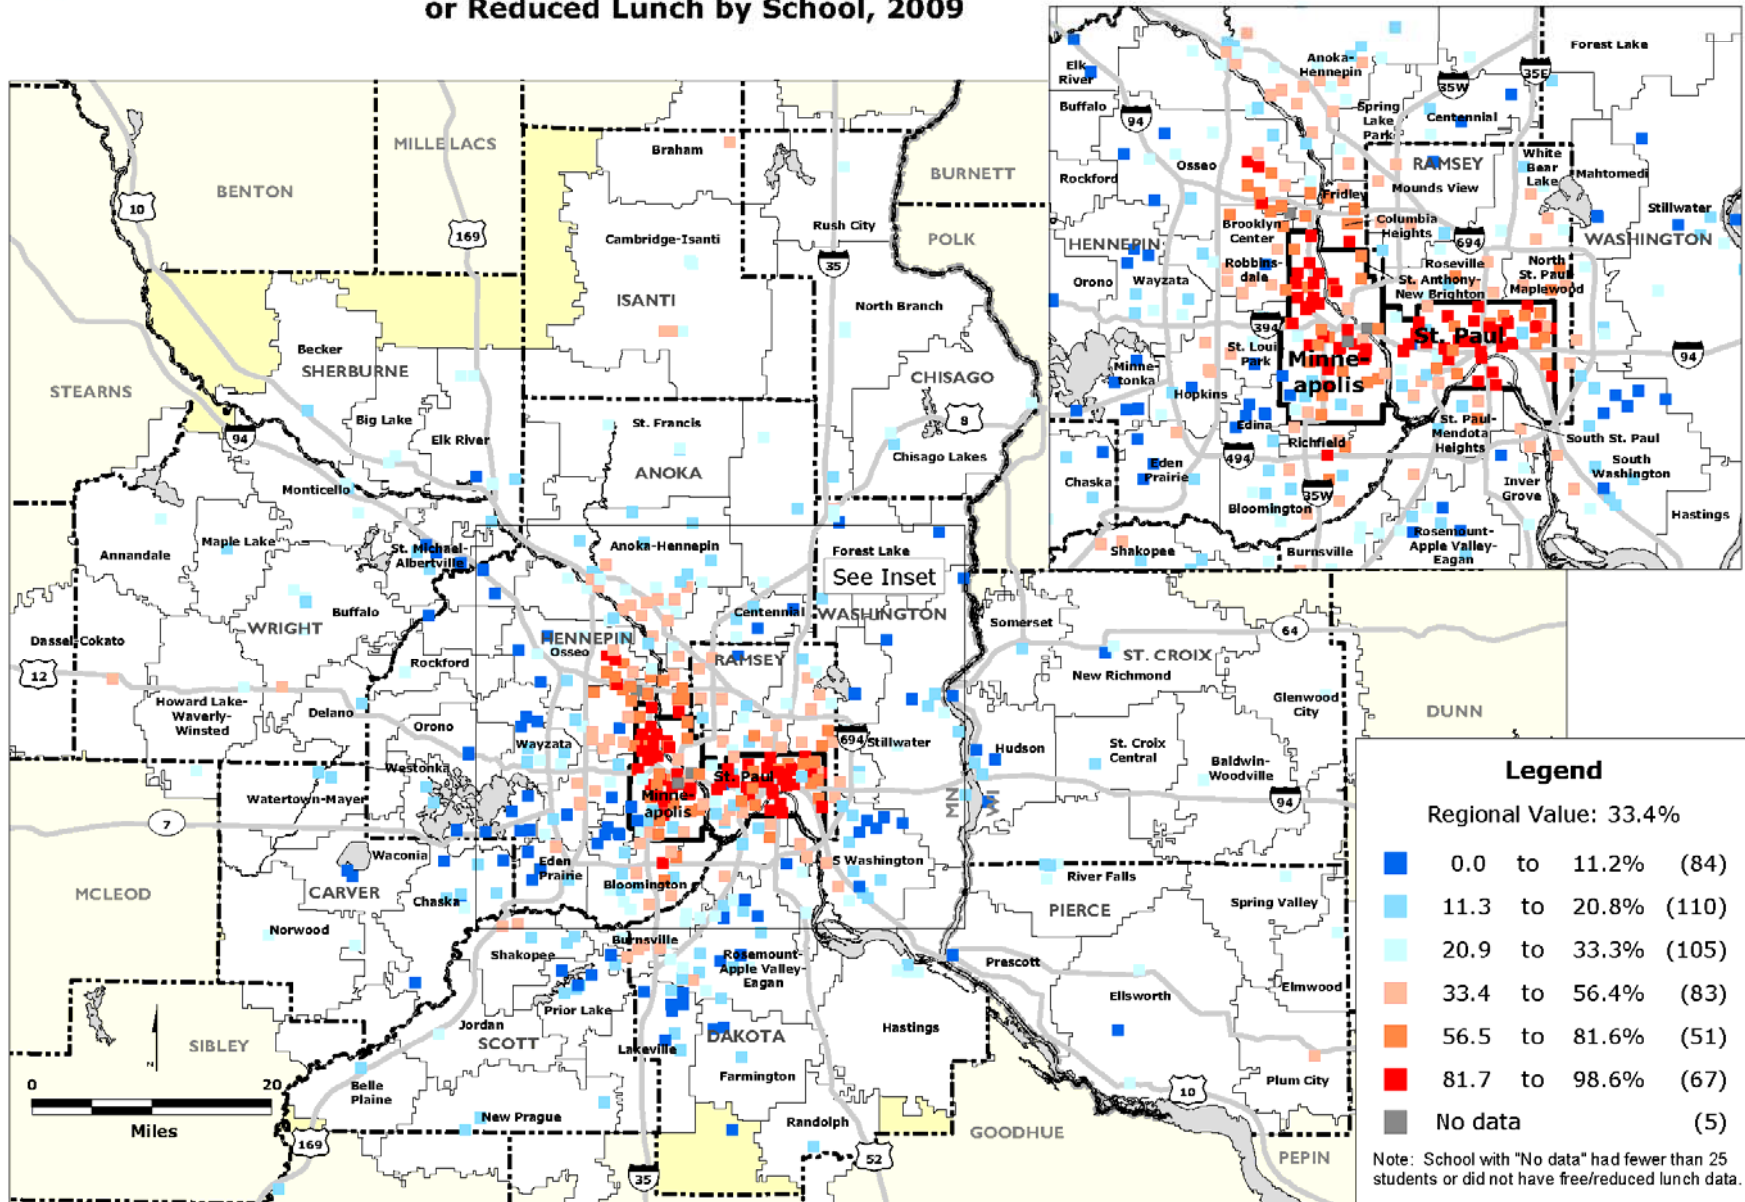 or Reduced Lunch by School, 2009
Forest Lake
Elk
River
Anoka-
Hennepin
35W
35E
Buffalo
94
Spring
Lake
Park
Centennial
Osseo
RAMSEY
White
Bear
Lake
Mahtomedi
Rockford
Mounds View
Fridley
Stillwater
Brooklyn
Center
Columbia
Heights
694
WASHINGTON
HENNEPIN
Robbins-
dale
Roseville
North
St. Paul
Maplewood
Orono
Wayzata
St. Anthony-
New Brighton
394
St. Louis
Park
St. Paul
Minne-
apolis
94
Minne-
tonka
Hopkins
Edina
St. Paul-
Mendota
Heights
South St. Paul
Richfield
494
Eden
Prairie
South
Washington
Chaska
35W
Inver
Grove
Bloomington
Hastings
Shakopee
Burnsville
Rosemount-
Apple Valley-
Eagan
MILLE LACS
Braham
BENTON
BURNETT
10
169
Rush City
Cambridge-Isanti
POLK
35
ISANTI
North Branch
Becker
SHERBURNE
CHISAGO
STEARNS
Big Lake
8
St. Francis
94
Elk River
Chisago Lakes
ANOKA
Monticello
Maple Lake
Annandale
St. Michael-
Albertville
Anoka-Hennepin
Forest Lake
See Inset
Buffalo
WRIGHT
Centennial
WASHINGTON
Somerset
64
Dassel-Cokato
HENNEPIN
Osseo
RAMSEY
ST. CROIX
12
Rockford
New Richmond
Howard Lake-
Waverly-
Winsted
Delano
Orono
Glenwood
City
DUNN
Wayzata
694
Stillwater
Hudson
St. Croix
Central
Baldwin-
Woodville
Westonka
St. Paul
Watertown-Mayer
Minne-
apolis
MN
WI
94
7
Waconia
Eden
Prairie
S Washington
River Falls
MCLEOD
CARVER
Bloomington
Chaska
PIERCE
Spring Valley
Norwood
Burnsville
Shakopee
Rosemount-
Apple Valley-
Eagan
Prescott
Ellsworth
Elmwood
Prior Lake
Jordan
SCOTT
Hastings
SIBLEY
N
DAKOTA
Lakeville
0
20
Miles
Farmington
Belle
Plaine
Plum City
10
New Prague
Randolph
GOODHUE
169
52
PEPIN
35
Legend
Regional Value: 33.4%
0.0 to 11.2% (84)
11.3 to 20.8% (110)
20.9 to 33.3% (105)
33.4 to 56.4% (83)
56.5 to 81.6% (51)
81.7 to 98.6% (67)
No data (5)
Note: School with "No data" had fewer than 25
students or did not have free/reduced lunch data.